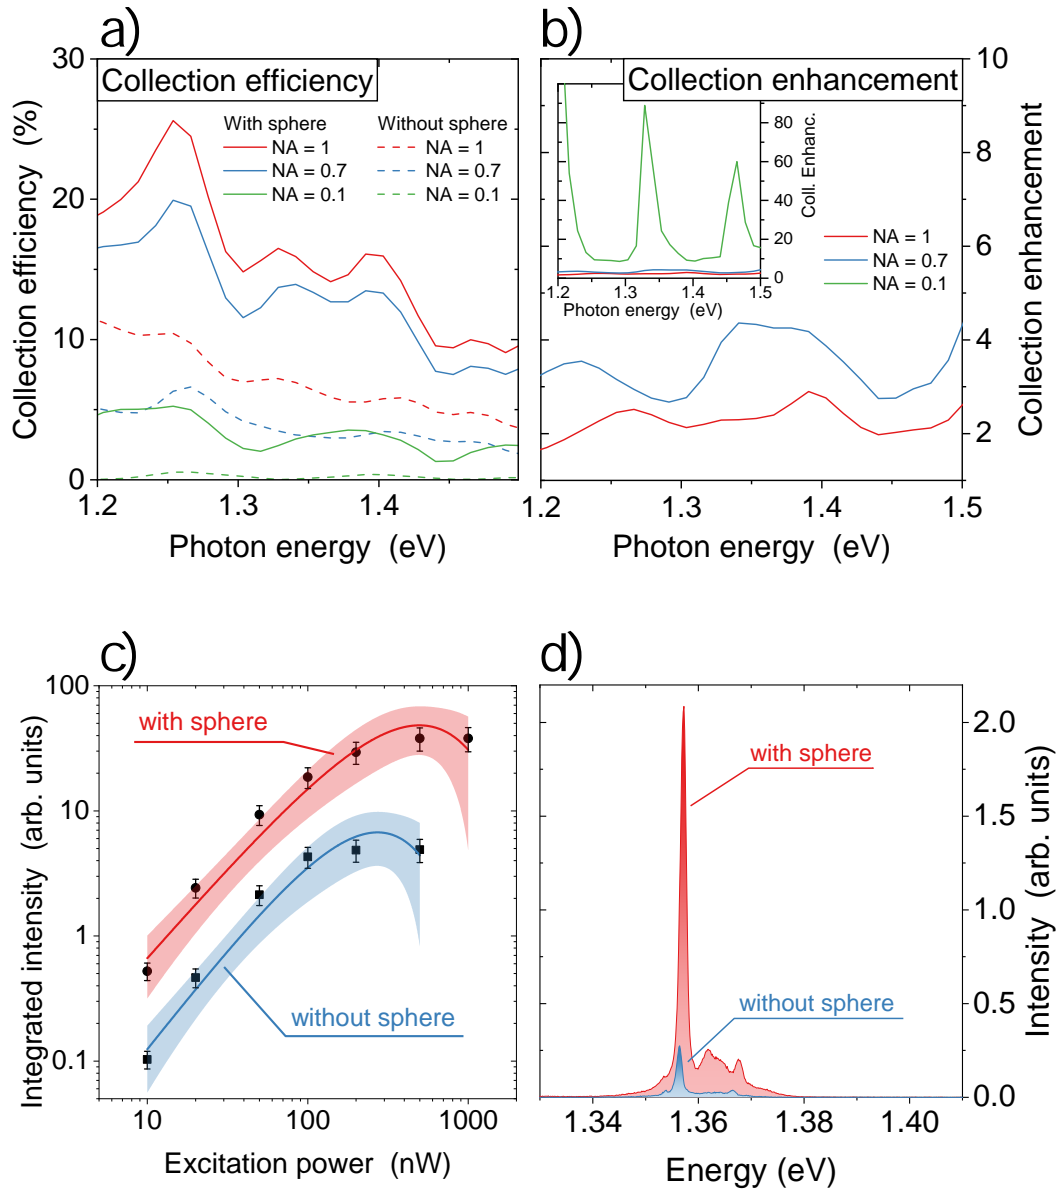 a)
Collection efficiency
With sphere
Without sphere
NA = 1
NA = 1
NA = 0.7
NA = 0.7
NA = 0.1
NA = 0.1
30
20
10
0
Collection efficiency (%)
1.2 1.3 1.4
Photon energy (eV)
b)
Collection enhancement
80
60
40
20
0
Coll. Enhanc.
1.2 1.3 1.4 1.5
Photon energy (eV)
NA = 1
NA = 0.7
NA = 0.1
10
8
6
4
2
Collection enhancement
1.2 1.3 1.4 1.5
Photon energy (eV)
c)
100
10
1
0.1
Integrated intensity (arb. units)
with sphere
without sphere
10 100 1000
Excitation power (nW)
d)
with sphere
without sphere
2.0
1.5
1.0
0.5
0.0
Intensity (arb. units)
1.34 1.36 1.38 1.40
Energy (eV)